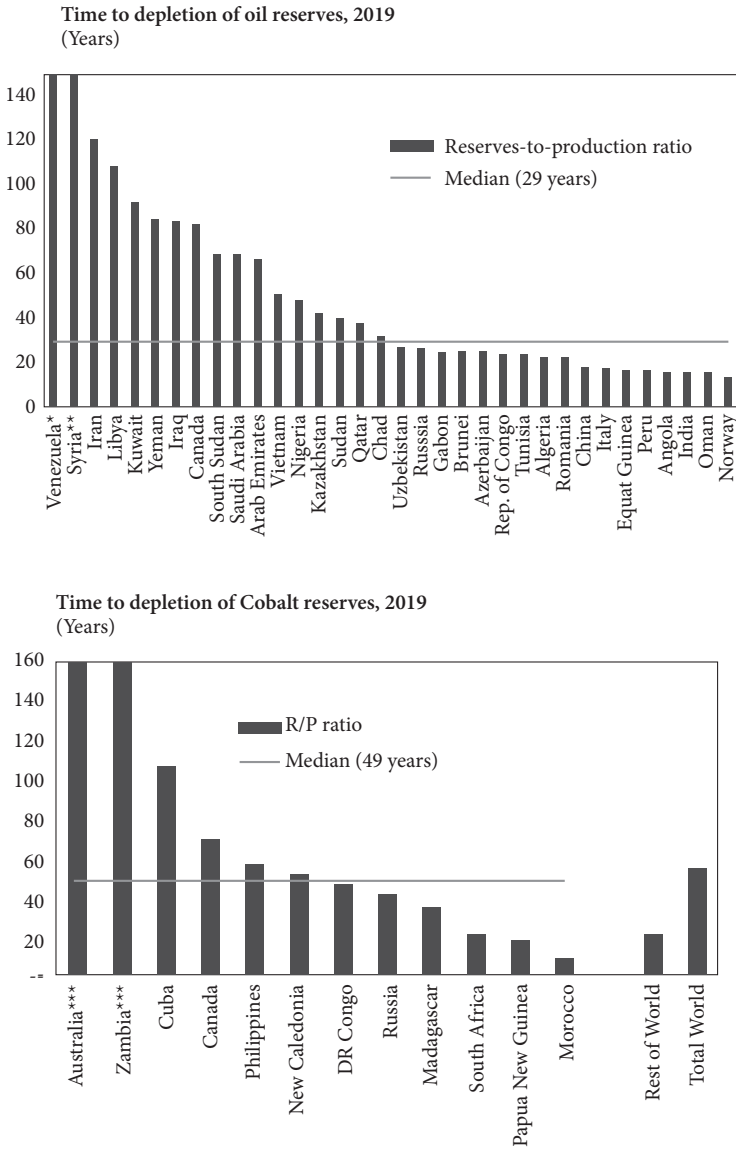 Time to depletion of oil reserves, 2019
(Years)
140
120
100
80
60
40
20
0
Reserves-to-production ratio
Median (29 years)
Venezuela*
Syria**
Iran
Libya
Kuwait
Yeman
Iraq
Canada
South Sudan
Saudi Arabia
Arab Emirates
Vietnam
Nigeria
Kazakhstan
Sudan
Qatar
Chad
Uzbekistan
Russsia
Gabon
Brunei
Azerbaijan
Rep. of Congo
Tunisia
Algeria
Romania
China
Italy
Equat Guinea
Peru
Angola
India
Oman
Norway
Time to depletion of Cobalt reserves, 2019
(Years)
160
140
120
100
80
60
40
20
R/P ratio
Median (49 years)
Australia***
Zambia***
Cuba
Canada
Philippines
New Caledonia
DR Congo
Russia
Madagascar
South Africa
Papua New Guinea
Morocco
Rest of World
Total World